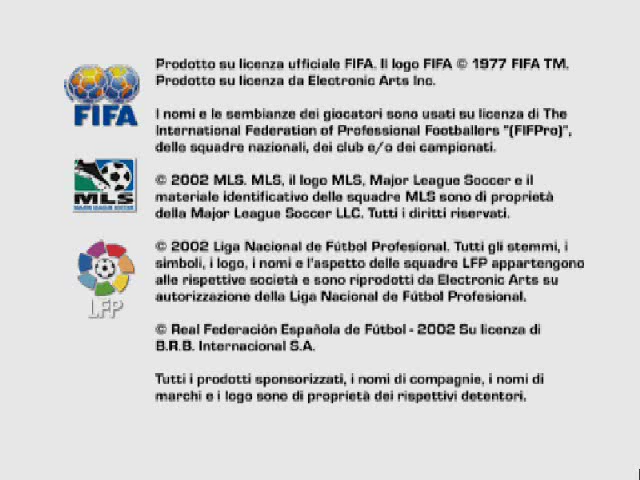 Prodotto su licenza ufficiale FIFA. Il logo FIFA © 1977 FIFA TM.
Prodotto su licenza da Electronic Arts Inc.
FIFA
I nomi e le sembianze dei giocatori sono usati su licenza di The
International Federation of Professional Footballers "(FIFPro)",
delle squadre nazionali, dei club e/o dei campionati.
MLS
MAJOR LEAGUE SOCCER
© 2002 MLS. MLS, il logo MLS, Major League Soccer e il
materiale identificativo delle squadre MLS sono di proprietà
della Major League Soccer LLC. Tutti i diritti riservati.
LFP
© 2002 Liga Nacional de Fútbol Profesional. Tutti gli stemmi, i
simboli, i logo, i nomi e l'aspetto delle squadre LFP appartengono
alle rispettive società e sono riprodotti da Electronic Arts su
autorizzazione della Liga Nacional de Fútbol Profesional.
© Real Federación Española de Fútbol - 2002 Su licenza di
B.R.B. Internacional S.A.
Tutti i prodotti sponsorizzati, i nomi di compagnie, i nomi di
marchi e i logo sono di proprietà dei rispettivi detentori.